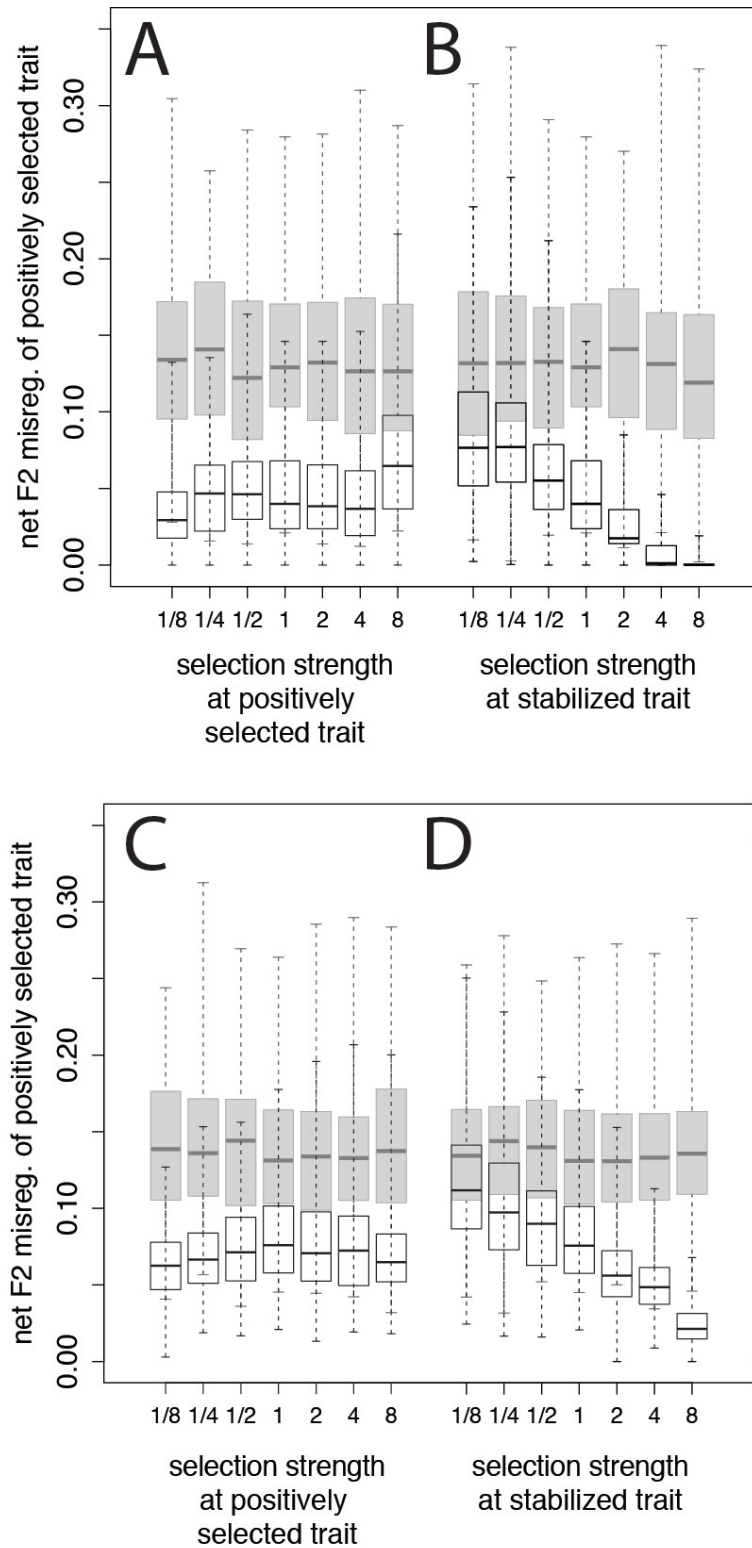 A
B
net F2 misreg. of positively selected trait
0.30
0.20
0.10
0.00
1/8 1/4 1/2 1 2 4 8
1/8 1/4 1/2 1 2 4 8
selection strength
at positively
selected trait
selection strength
at stabilized trait
C
D
net F2 misreg. of positively selected trait
0.30
0.20
0.10
0.00
1/8 1/4 1/2 1 2 4 8
1/8 1/4 1/2 1 2 4 8
selection strength
at positively
selected trait
selection strength
at stabilized trait